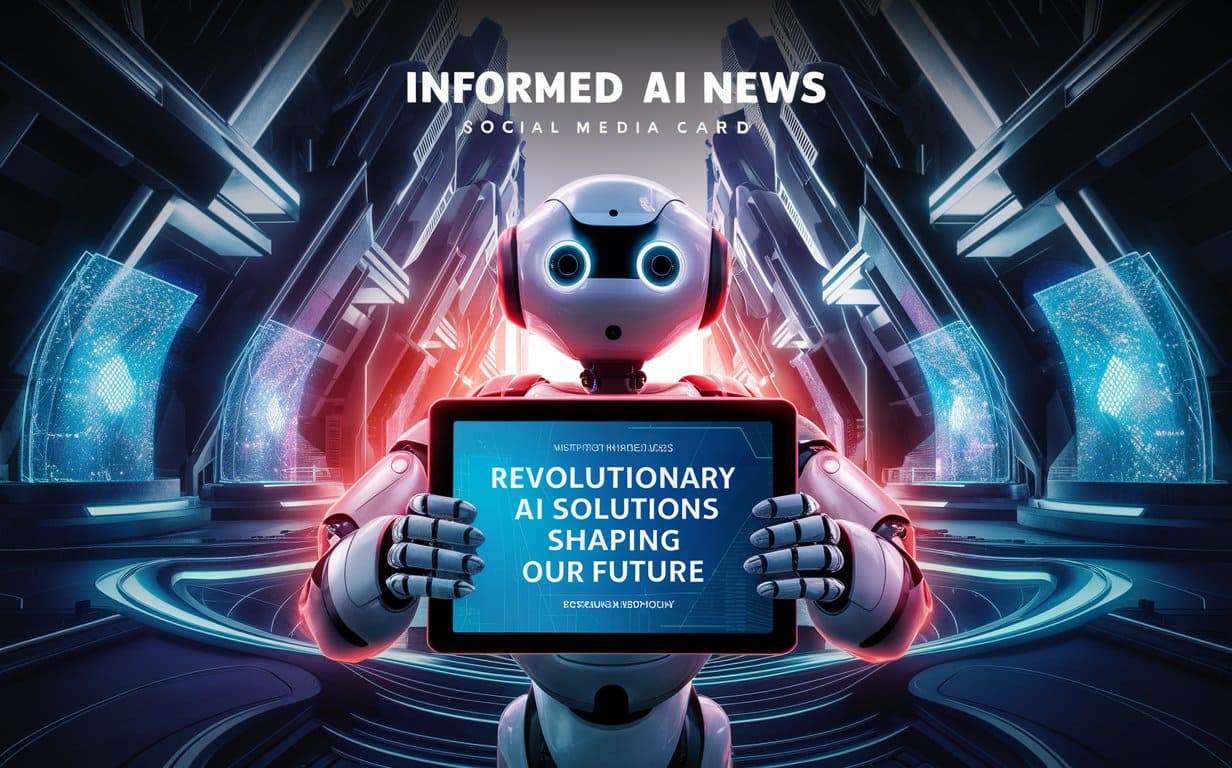 INFORMED AI NEWS
SOCIAL MEDIA CARD
REVOLUTIONARY
AI SOLUTIONS
SHAPING
OUR FUTURE